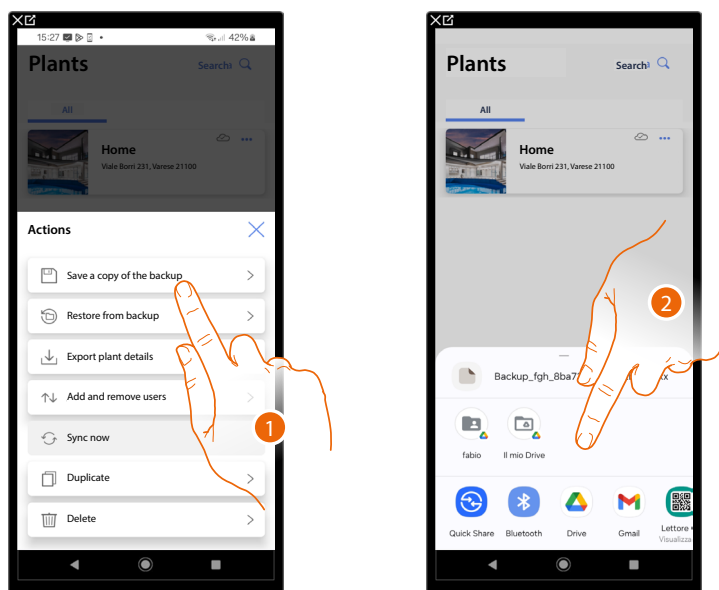 15:27
42%
Plants
Search
All
Home
Viale Borri 231, Varese 21100
Actions
Save a copy of the backup
Restore from backup
Export plant details
Add and remove users
Sync now
Duplicate
Delete
1
Plants
Search
All
Home
Viale Borri 231, Varese 21100
2
Backup_fgh_8ba7
fabio
Il mio Drive
Quick Share
Bluetooth
Drive
Gmail
Lettore
Visualizza